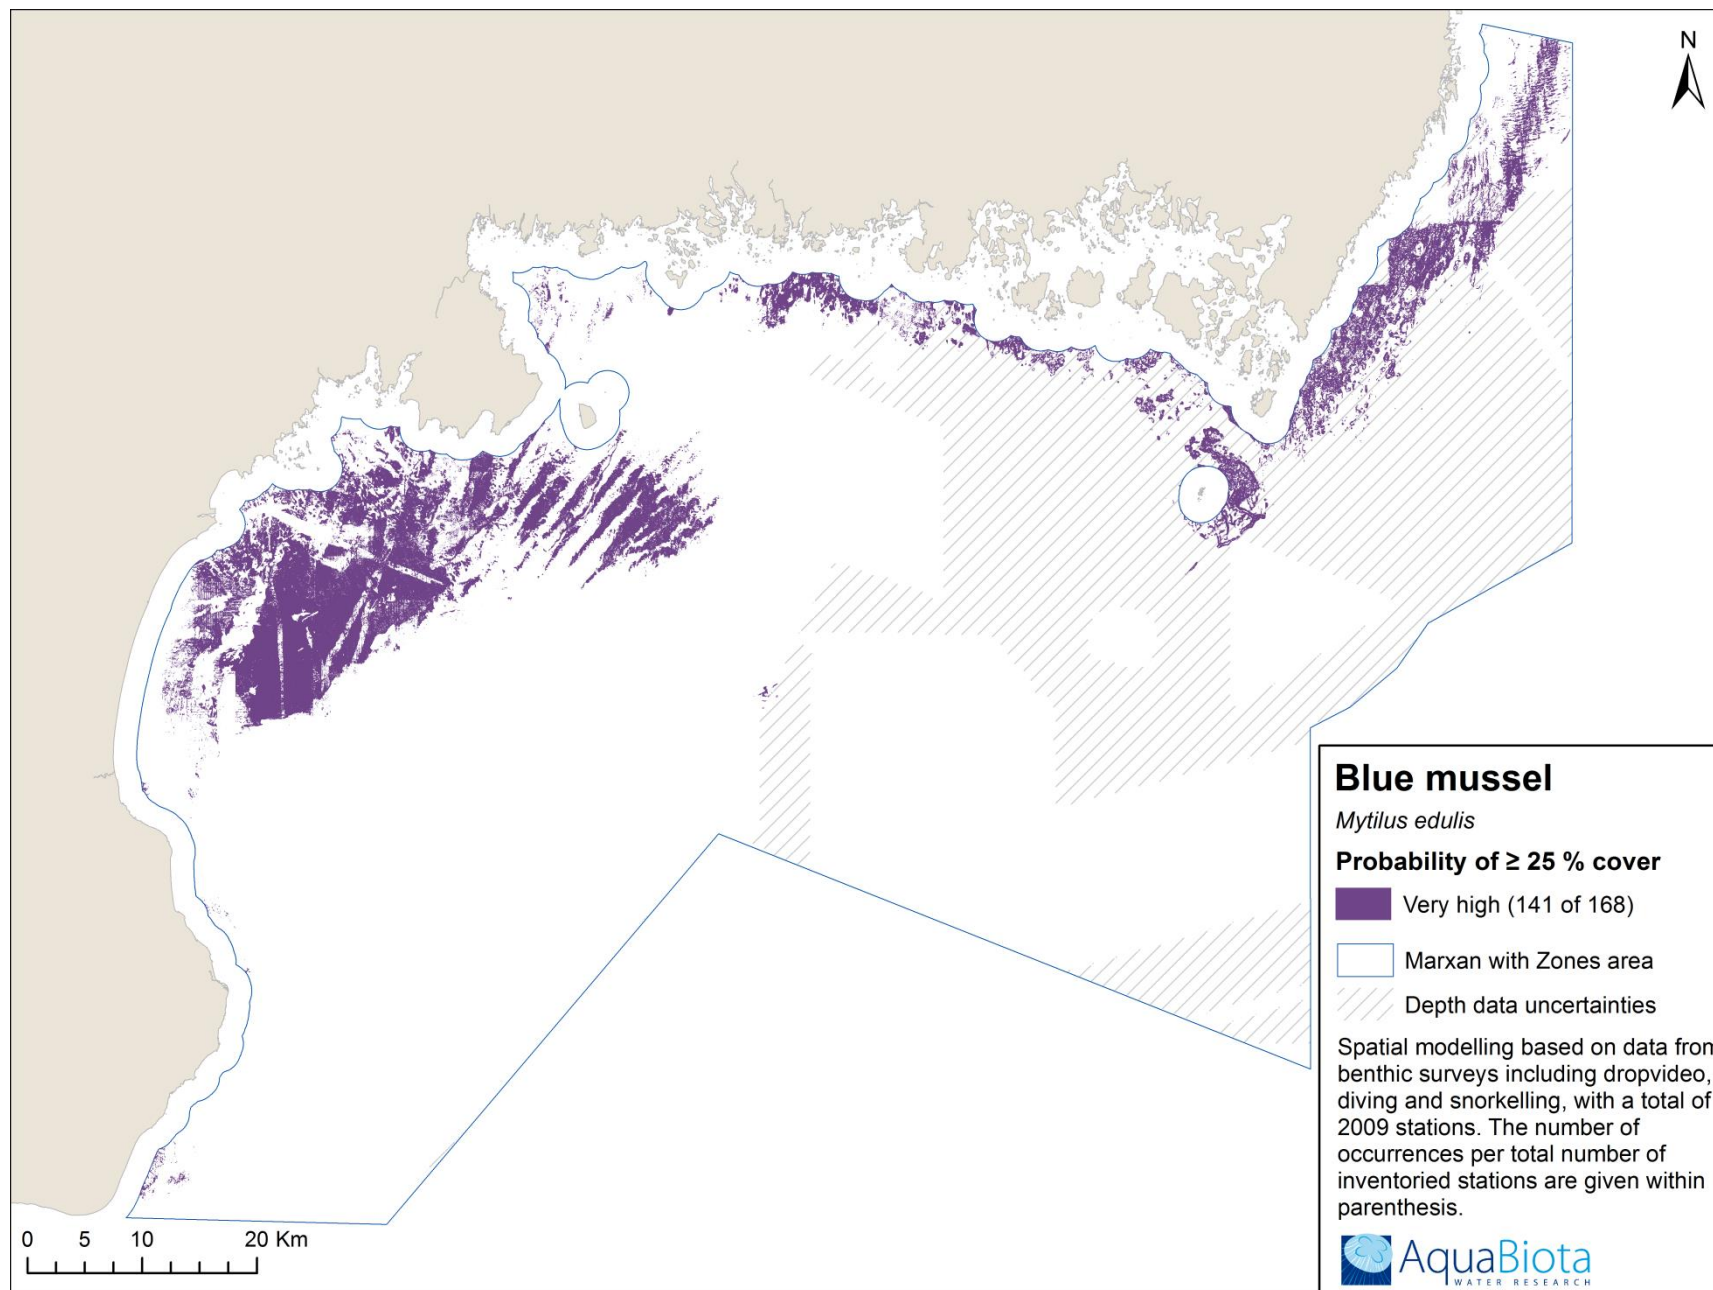 N
Blue mussel
Mytilus edulis
Probability of ≥ 25 % cover
Very high (141 of 168)
Marxan with Zones area
Depth data uncertainties
Spatial modelling based on data from
benthic surveys including dropvideo,
diving and snorkelling, with a total of
2009 stations. The number of
occurrences per total number of
inventoried stations are given within
parenthesis.
0 5 10 20 Km
AquaBiota
WATER RESEARCH